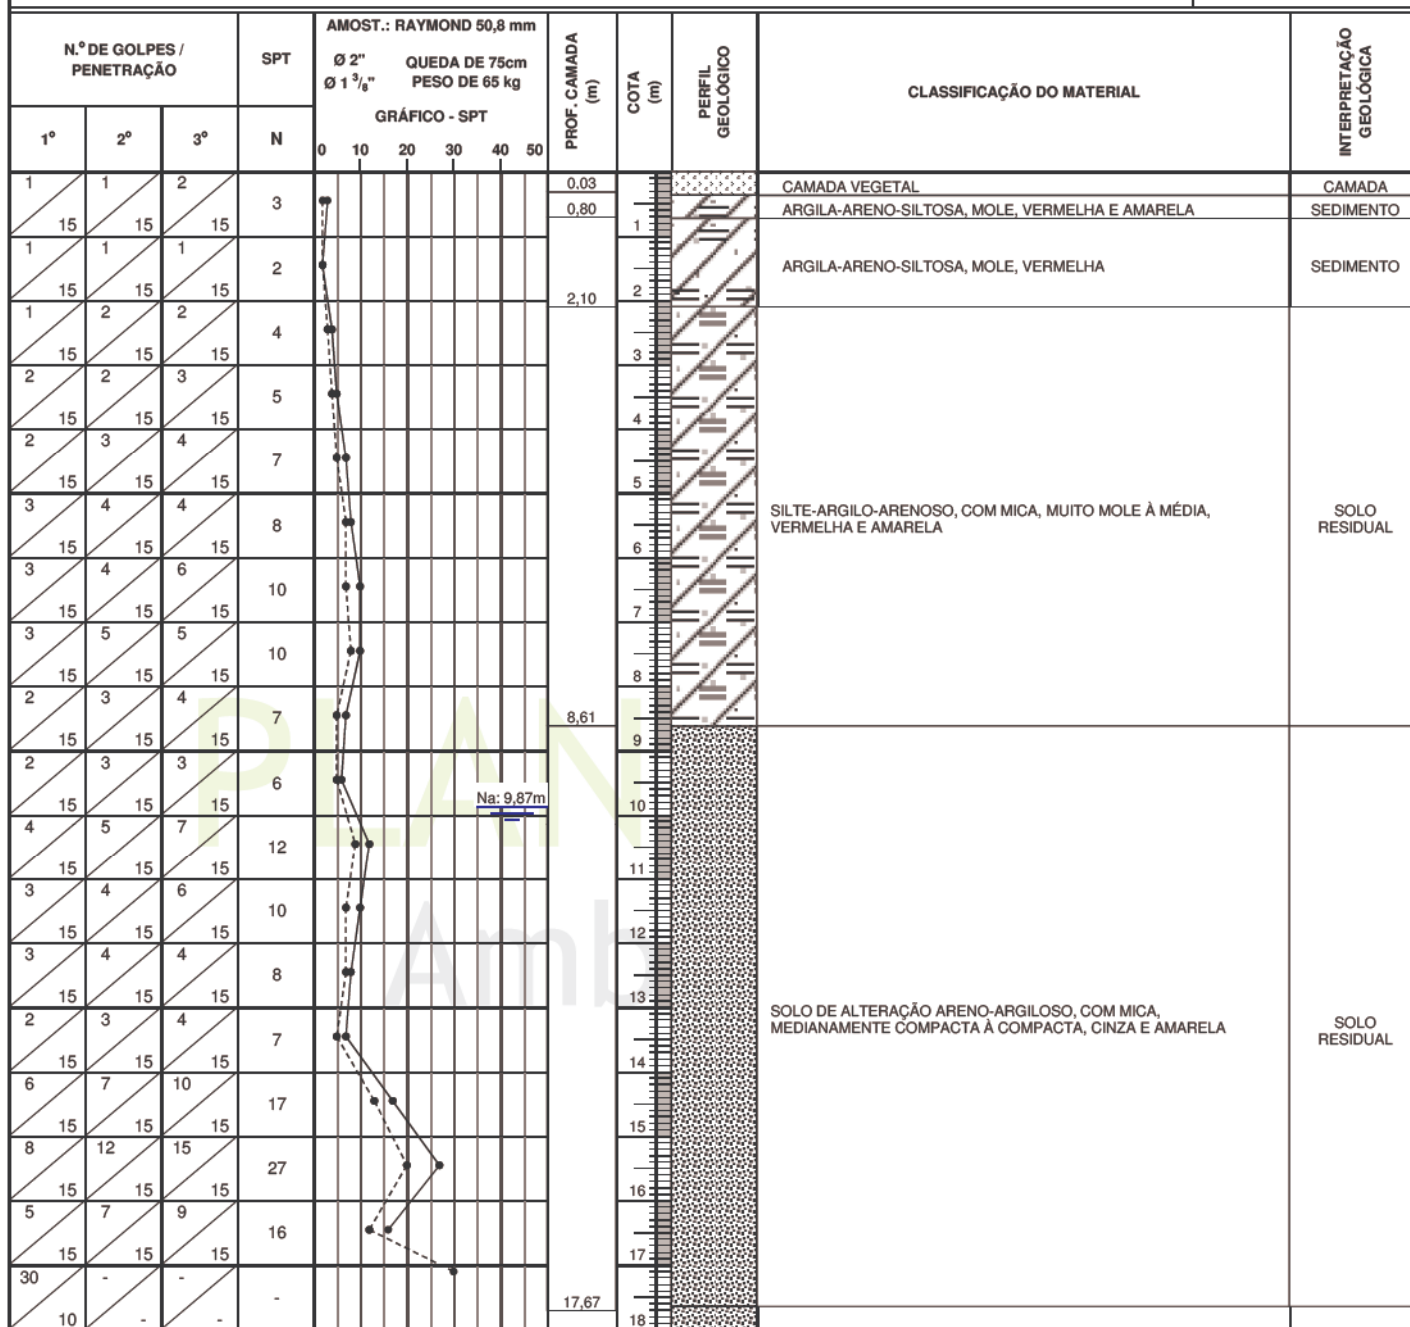 N.º DE GOLPES /
PENETRAÇÃO
SPT
AMOST.: RAYMOND 50,8 mm
Ø 2" QUEDA DE 75cm
Ø 1 3/8" PESO DE 65 kg
GRÁFICO - SPT
PROF. CAMADA
(m)
COTA
(m)
PERFIL
GEOLÓGICO
CLASSIFICAÇÃO DO MATERIAL
INTERPRETAÇÃO
GEOLÓGICA
1º 2º 3º N
0 10 20 30 40 50
1 1 2
3
15 15 15
0.03
CAMADA VEGETAL
CAMADA
0,80
ARGILA-ARENO-SILTOSA, MOLE, VERMELHA E AMARELA
SEDIMENTO
1
1 1 1
2
15 15 15
ARGILA-ARENO-SILTOSA, MOLE, VERMELHA
SEDIMENTO
2
2,10
1 2 2
4
15 15 15
3
2 2 3
5
15 15 15
4
2 3 4
7
15 15 15
5
3 4 4
8
15 15 15
SILTE-ARGILO-ARENOSO, COM MICA, MUITO MOLE À MÉDIA,
VERMELHA E AMARELA
SOLO
RESIDUAL
6
3 4 6
10
15 15 15
7
3 5 5
10
15 15 15
8
2 3 4
7
15 15 15
8,61
9
2 3 3
6
15 15 15
Na: 9,87m
10
4 5 7
12
15 15 15
11
3 4 6
10
15 15 15
12
3 4 4
8
15 15 15
13
2 3 4
7
15 15 15
SOLO DE ALTERAÇÃO ARENO-ARGILOSO, COM MICA,
MEDIANAMENTE COMPACTA À COMPACTA, CINZA E AMARELA
SOLO
RESIDUAL
14
6 7 10
17
15 15 15
15
8 12 15
27
15 15 15
16
5 7 9
16
15 15 15
17
30 - -
-
10 - -
17,67
18
PLAN
Amb